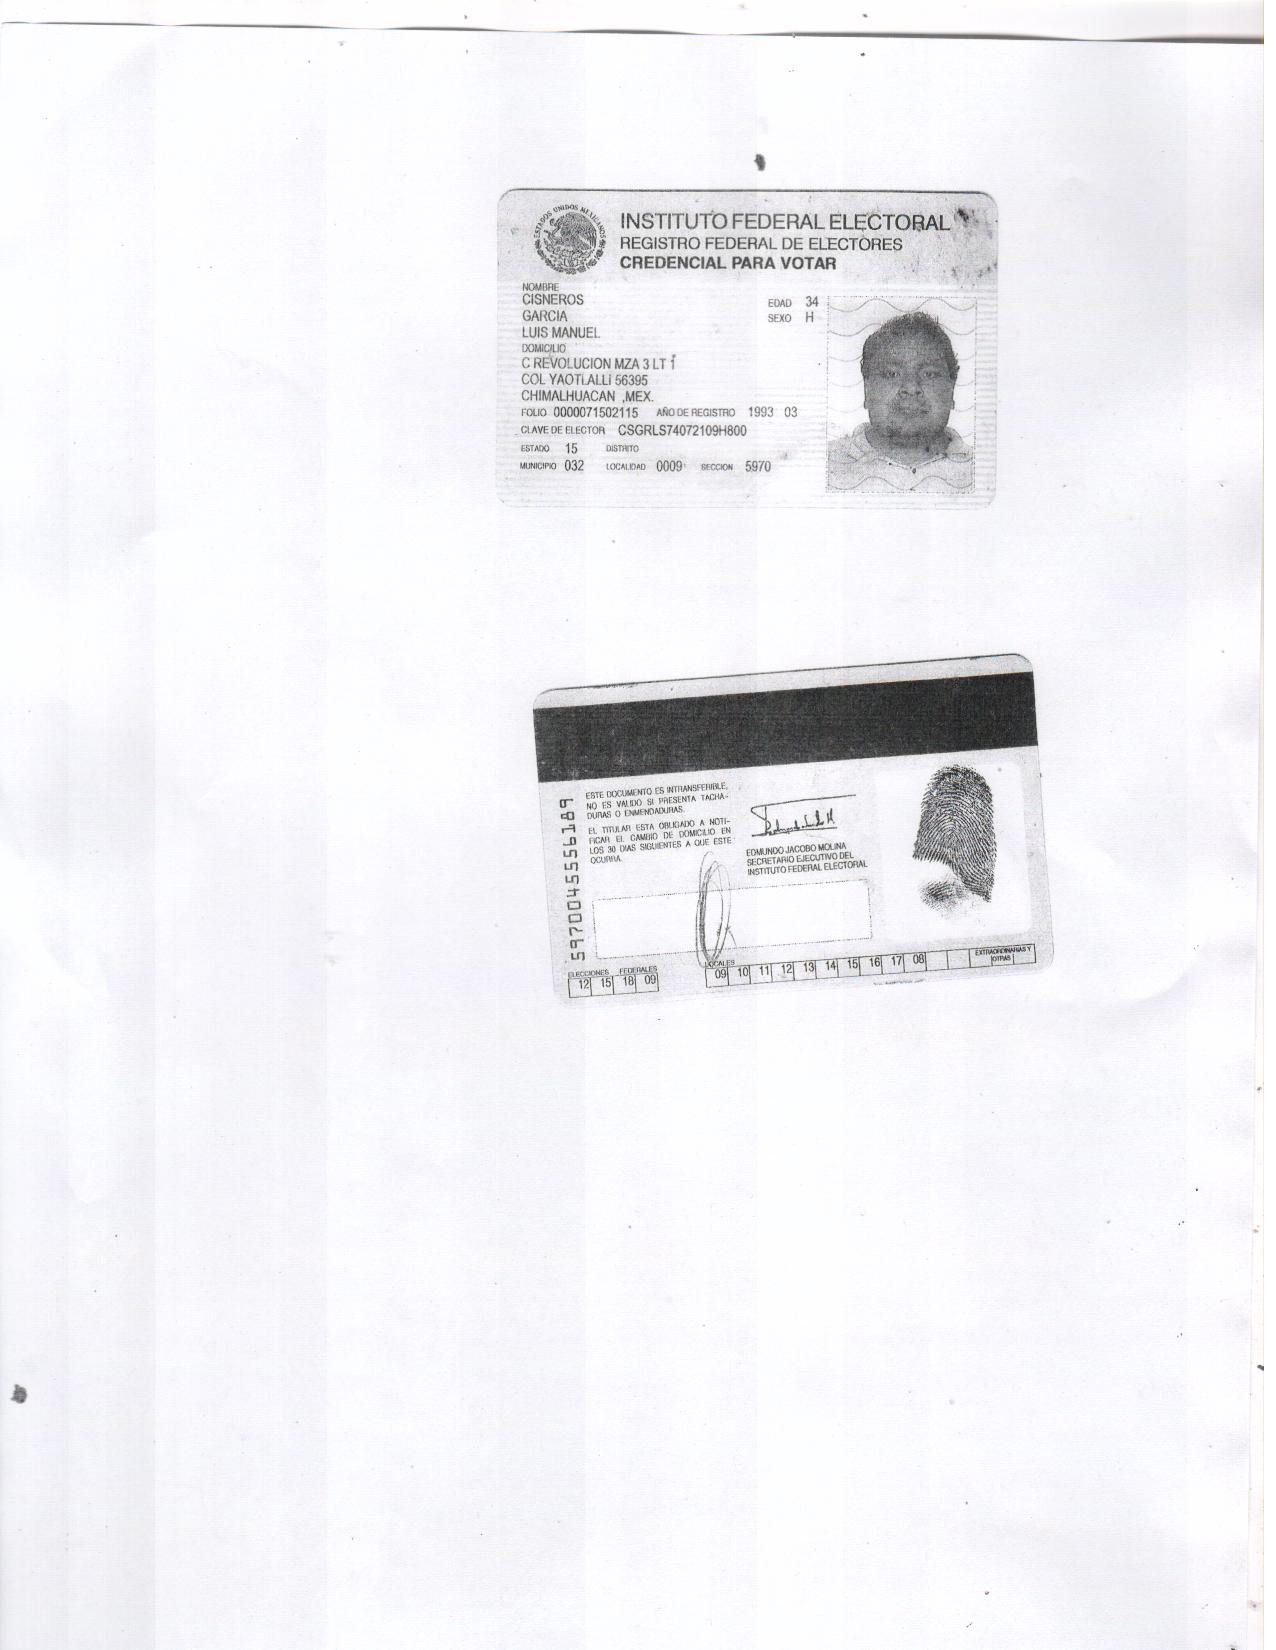 ESTADOS UNIDOS MEXICANOS
INSTITUTO FEDERAL ELECTORAL
REGISTRO FEDERAL DE ELECTORES
CREDENCIAL PARA VOTAR
NOMBRE
CISNEROS
GARCIA
LUIS MANUEL
EDAD 34
SEXO H
DOMICILIO
C REVOLUCION MZA 3 LT 1
COL YAOTLALLI 56395
CHIMALHUACAN ,MEX.
FOLIO 0000071502115 AÑO DE REGISTRO 1993 03
CLAVE DE ELECTOR CSGRLS74072109H800
ESTADO 15 DISTRITO
MUNICIPIO 032 LOCALIDAD 0009 SECCION 5970
5970045556189
ESTE DOCUMENTO ES INTRANSFERIBLE,
NO ES VALIDO SI PRESENTA TACHA-
DURAS O ENMENDADURAS.
EL TITULAR ESTA OBLIGADO A NOTI-
FICAR EL CAMBIO DE DOMICILIO EN
LOS 30 DIAS SIGUIENTES A QUE ESTE
OCURRA.
EDMUNDO JACOBO MOLINA
SECRETARIO EJECUTIVO DEL
INSTITUTO FEDERAL ELECTORAL
ELECCIONES FEDERALES
12 15 18 09
LOCALES
09 10 11 12 13 14 15 16 17 08
EXTRAORDINARIAS Y
OTRAS